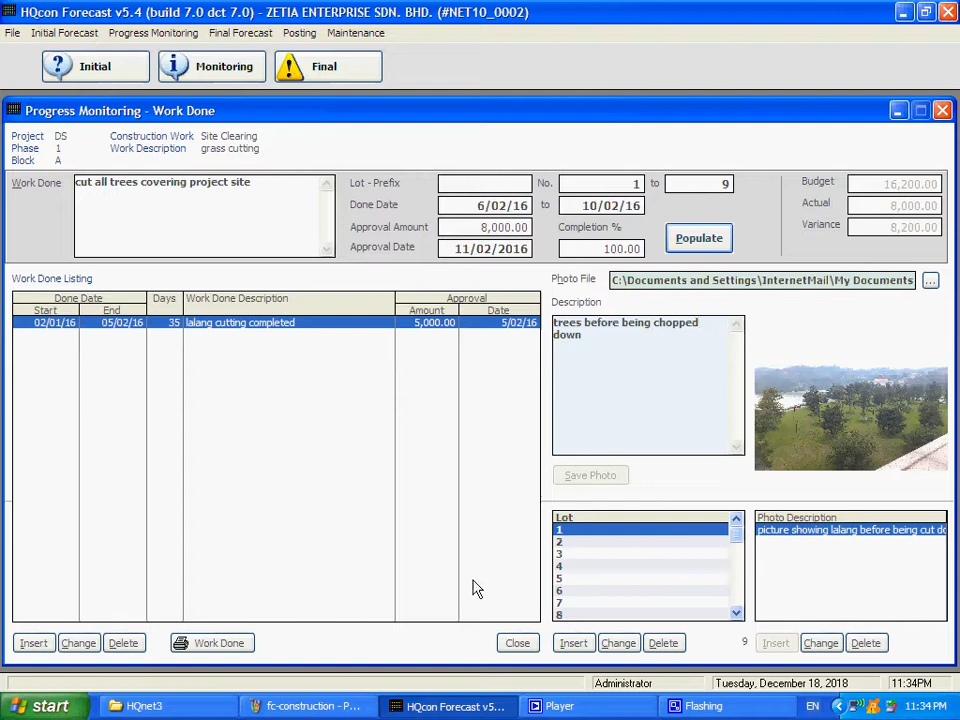 HQcon Forecast v5.4 (build 7.0 dct 7.0) - ZETIA ENTERPRISE SDN. BHD. (#NET10_0002)
File Initial Forecast Progress Monitoring Final Forecast Posting Maintenance
Initial Monitoring Final
Progress Monitoring - Work Done
Project DS Construction Work Site Clearing
Phase 1 Work Description grass cutting
Block A
Work Done cut all trees covering project site Lot - Prefix No. 1 to 9 Budget 16,200.00
Done Date 6/02/16 to 10/02/16 Actual 8,000.00
Approval Amount 8,000.00 Completion % Populate Variance 8,200.00
Approval Date 11/02/2016 100.00
Work Done Listing Photo File C:\Documents and Settings\InternetMail\My Documents ...
Done Date Days Work Done Description Approval Description
Start End Amount Date
02/01/16 05/02/16 35 lalang cutting completed 5,000.00 5/02/16
trees before being chopped
down
Save Photo
Lot Photo Description
1 picture showing lalang before being cut do
2
3
4
5
6
7
8
Insert Change Delete Work Done Close Insert Change Delete 9 Insert Change Delete
Administrator Tuesday, December 18, 2018 11:34PM
start HQnet3 fc-construction - P... HQcon Forecast v5... Player Flashing EN 11:34 PM